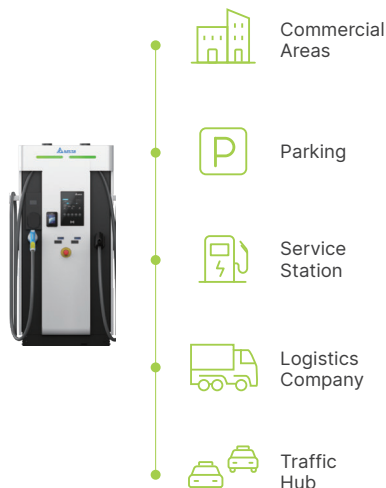 Commercial
Areas
P
Parking
Service
Station
Logistics
Company
Traffic
Hub